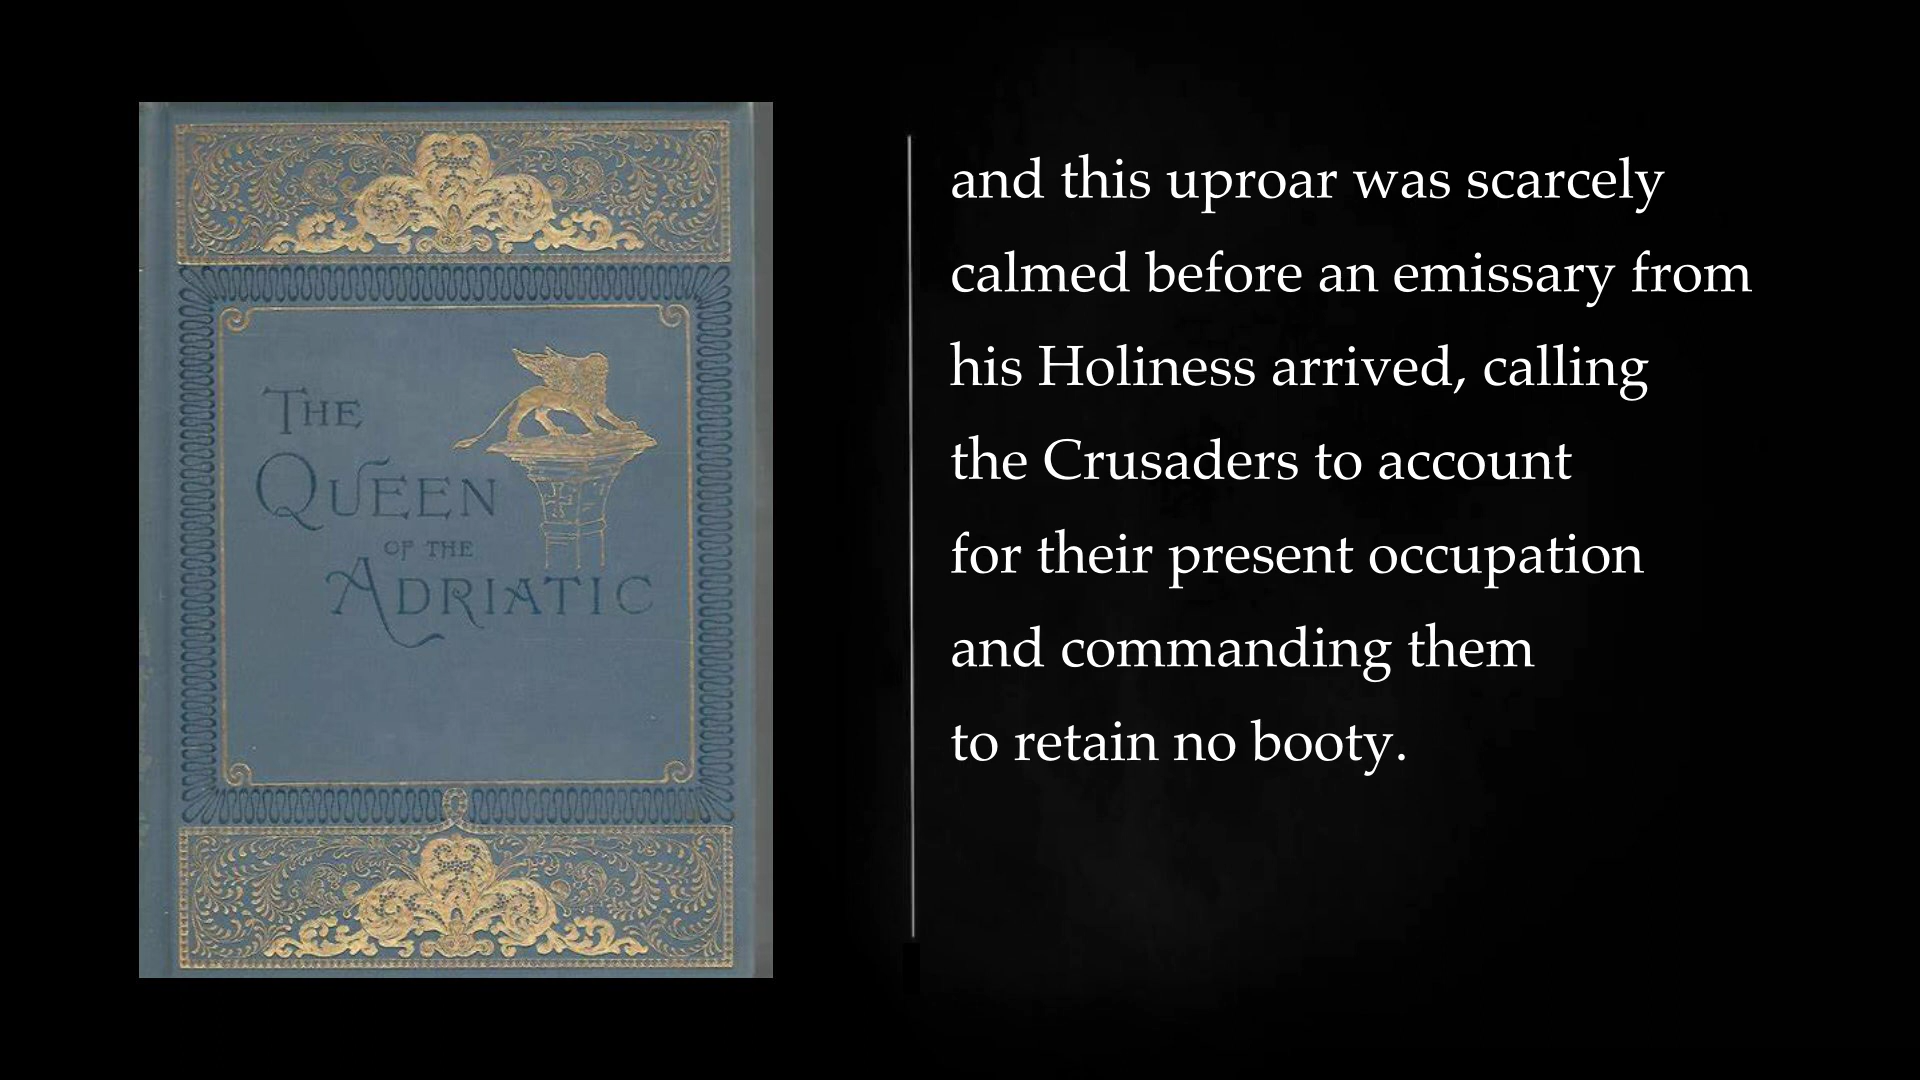 THE
QUEEN
OF THE
ADRIATIC
and this uproar was scarcely
calmed before an emissary from
his Holiness arrived, calling
the Crusaders to account
for their present occupation
and commanding them
to retain no booty.